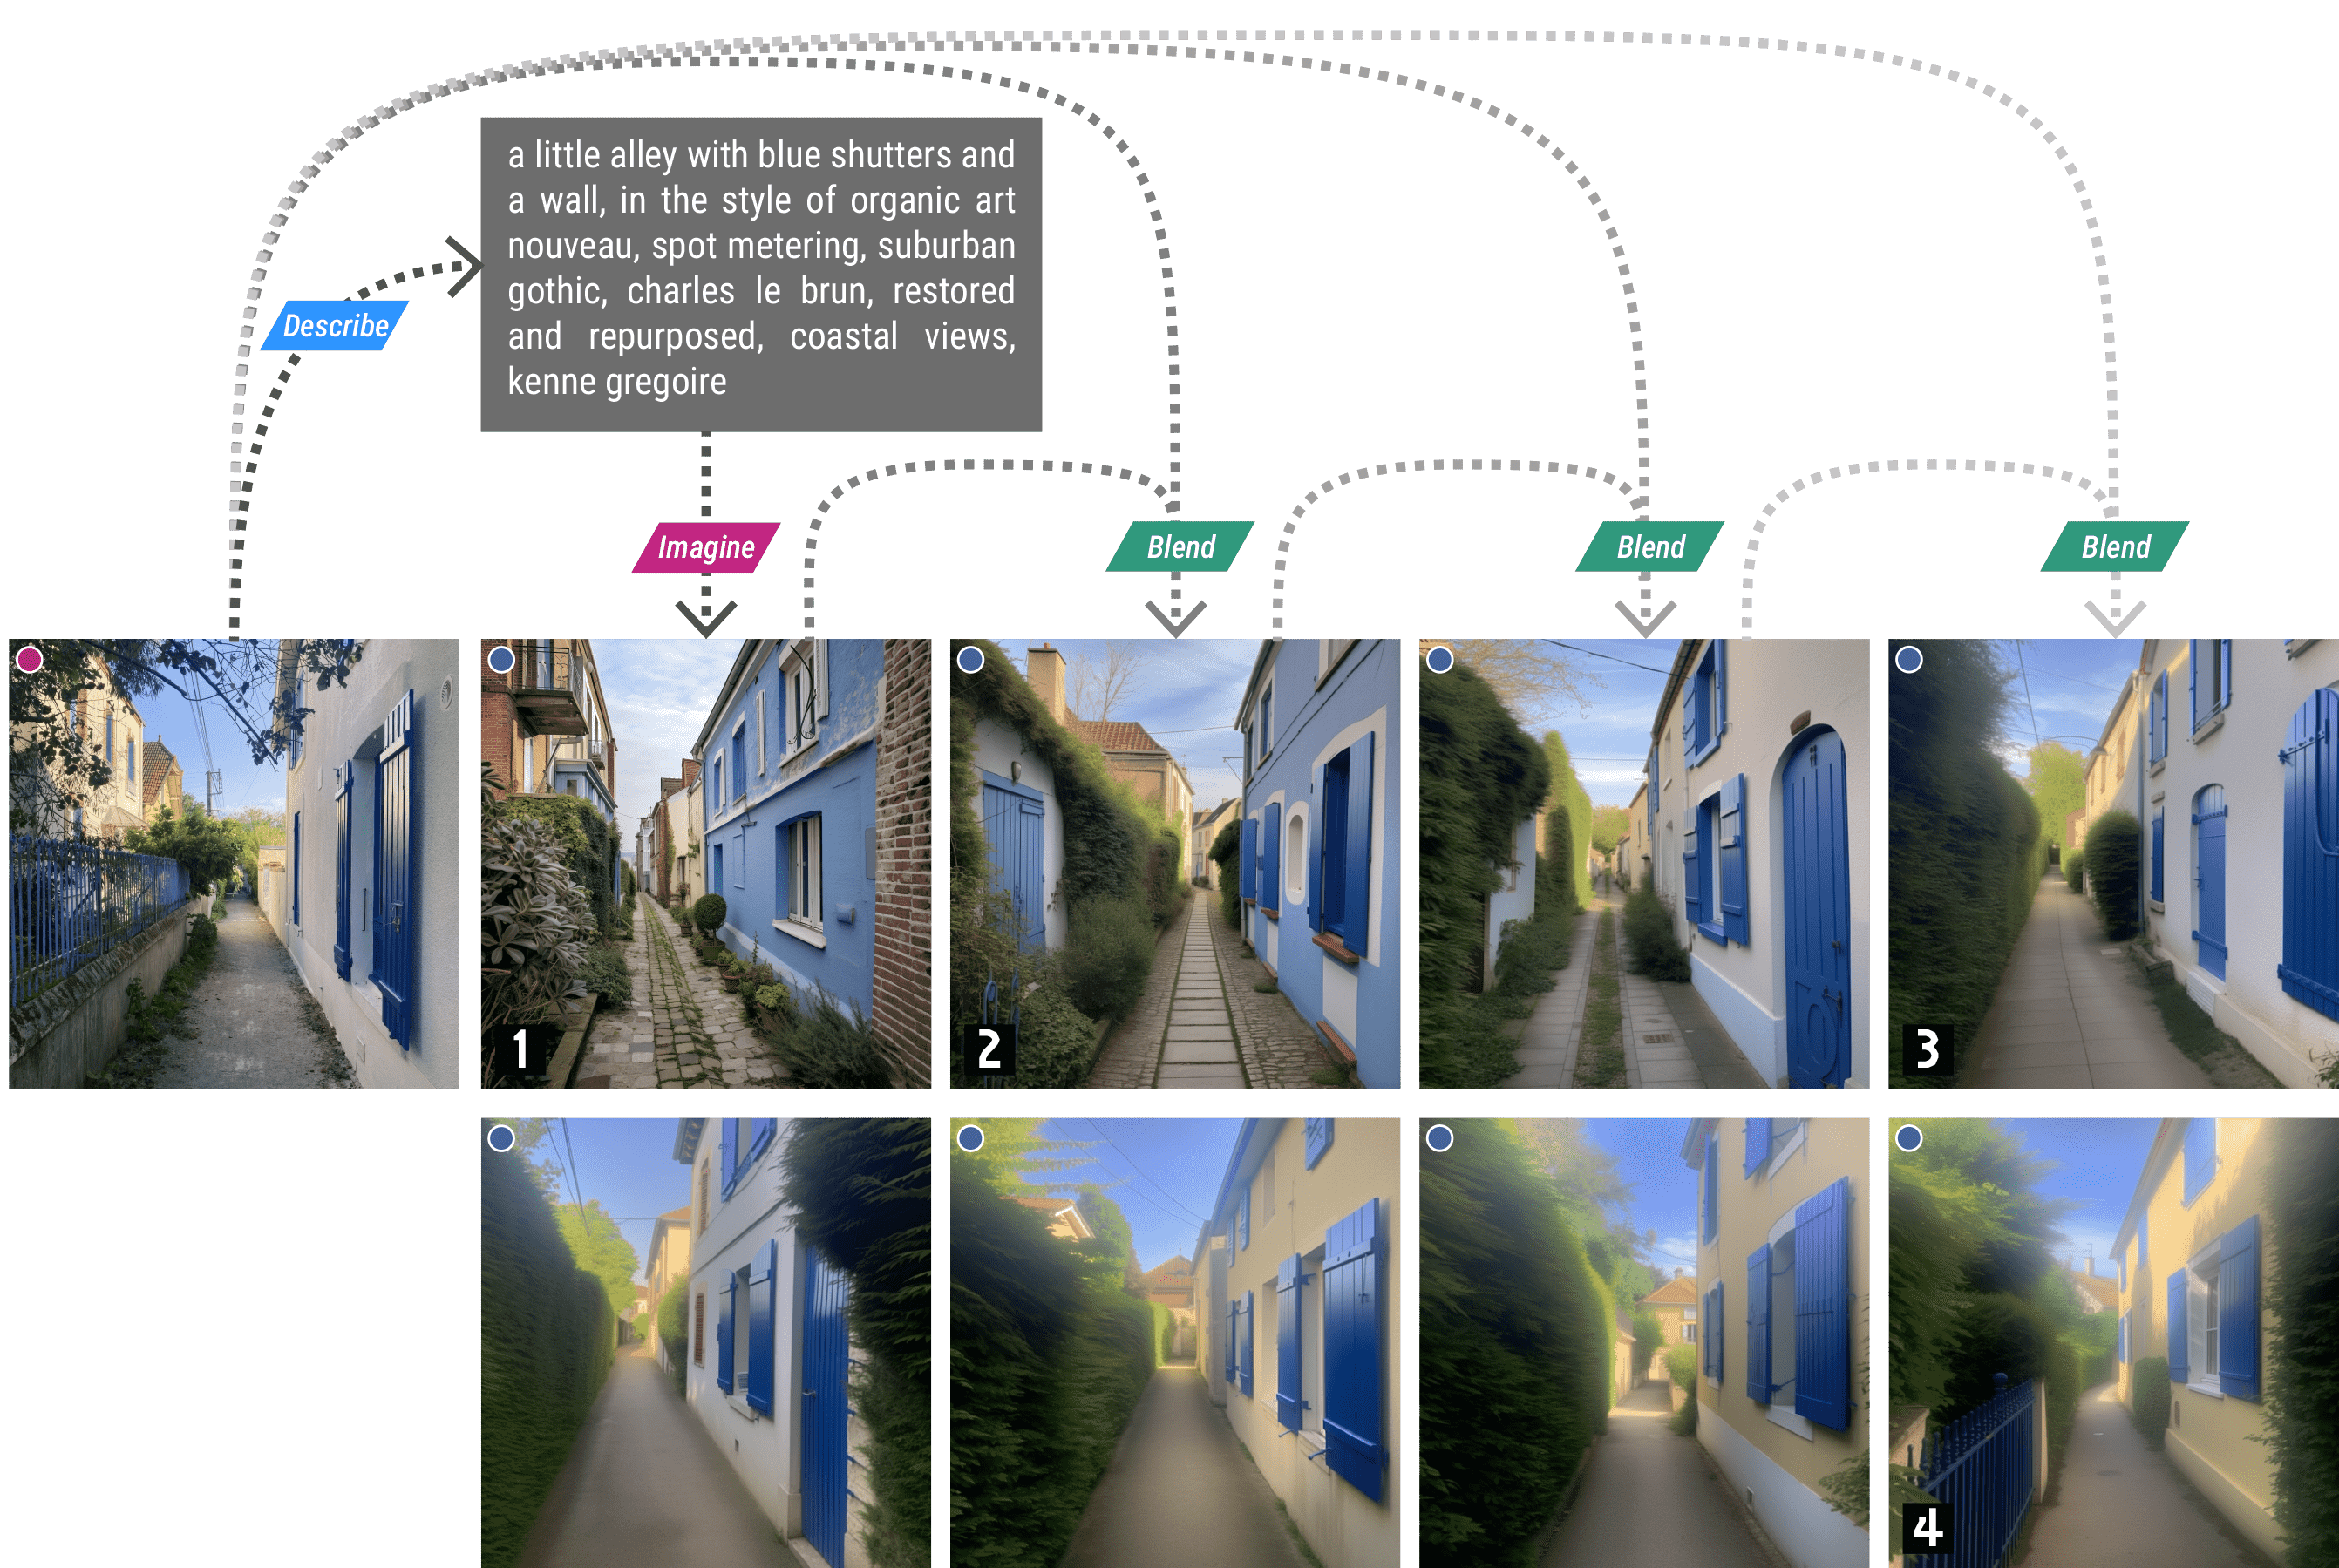 a little alley with blue shutters and
a wall, in the style of organic art
nouveau, spot metering, suburban
gothic, charles le brun, restored
and repurposed, coastal views,
kenne gregoire
Describe
Imagine
Blend
Blend
Blend
1
2
3
4